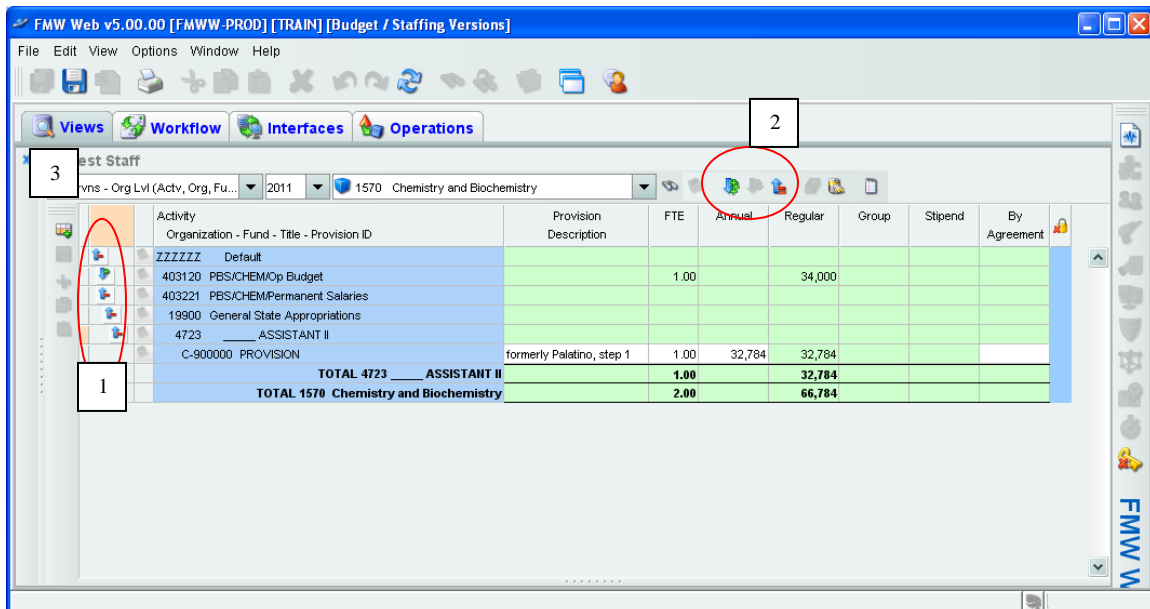 FMW Web v5.00.00 [FMWW-PROD] [TRAIN] [Budget / Staffing Versions]
File Edit View Options Window Help
Views Workflow Interfaces Operations
2
3
est Staff
vns - Org Lvl (Actv, Org, Fu... 2011 1570 Chemistry and Biochemistry
Activity Provision FTE Annual Regular Group Stipend By
Organization - Fund - Title - Provision ID Description Agreement
ZZZZZZ Default
403120 PBS/CHEM/Op Budget 1.00 34,000
403221 PBS/CHEM/Permanent Salaries
19900 General State Appropriations
4723 _____ ASSISTANT II
C-900000 PROVISION formerly Palatino, step 1 1.00 32,784 32,784
1
TOTAL 4723 _____ ASSISTANT II 1.00 32,784
TOTAL 1570 Chemistry and Biochemistry 2.00 66,784
FMW W